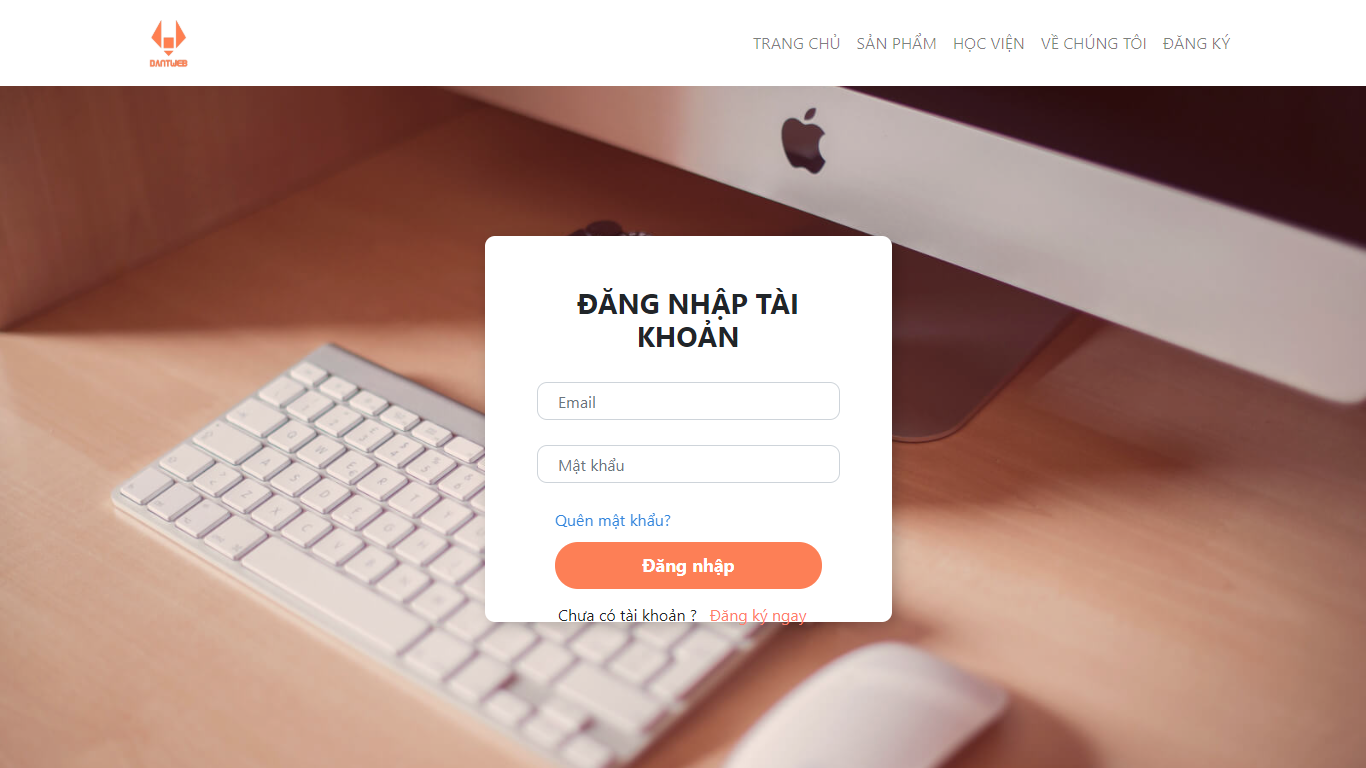 DANTWEB
TRANG CHỦ SẢN PHẨM HỌC VIỆN VỀ CHÚNG TÔI ĐĂNG KÝ
ĐĂNG NHẬP TÀI
KHOẢN
Email
Mật khẩu
Quên mật khẩu?
Đăng nhập
Chưa có tài khoản ? Đăng ký ngay